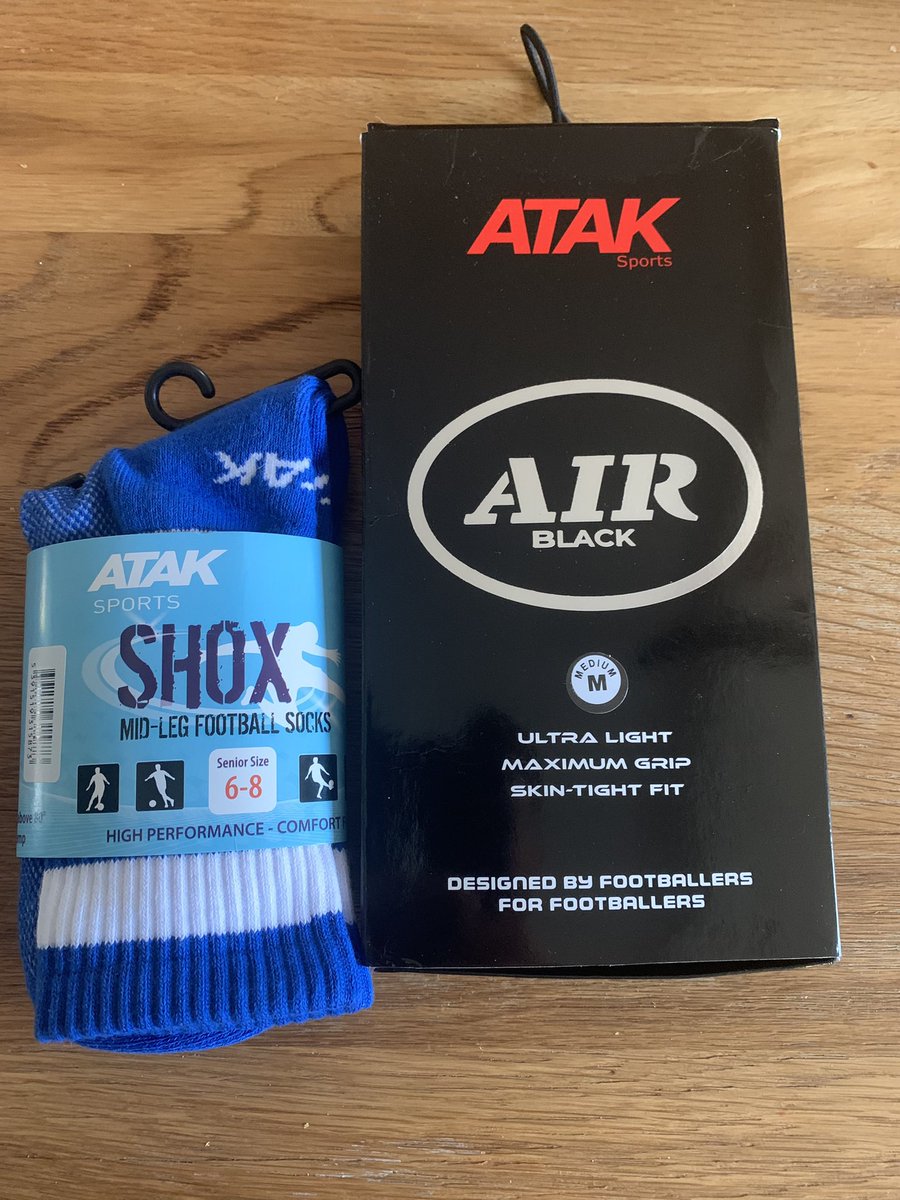 ATAK
Sports
AIR
BLACK
MEDIUM
M
ULTRA LIGHT
MAXIMUM GRIP
SKIN-TIGHT FIT
DESIGNED BY FOOTBALLERS
FOR FOOTBALLERS
ATAK
ATAK
SPORTS
SHOX
MID-LEG FOOTBALL SOCKS
Senior Size
6-8
HIGH PERFORMANCE - COMFORT